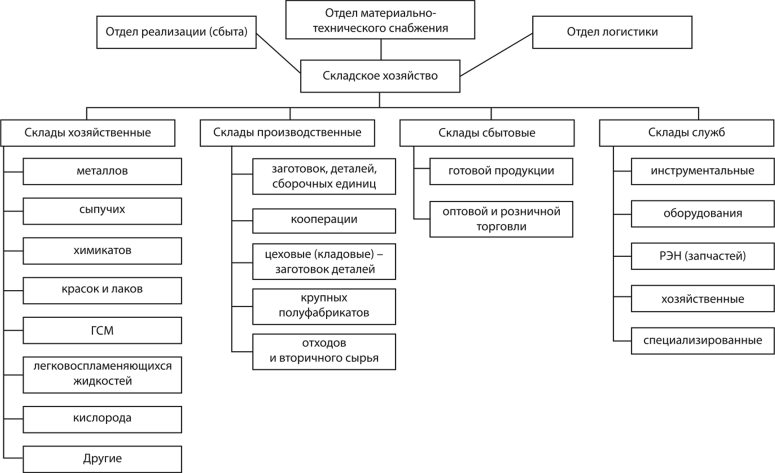 Отдел материально-
технического снабжения
Отдел реализации (сбыта)
Отдел логистики
Складское хозяйство
Склады хозяйственные
металлов
сыпучих
химикатов
красок и лаков
ГСМ
легковоспламеняющихся
жидкостей
кислорода
Другие
Склады производственные
заготовок, деталей,
сборочных единиц
кооперации
цеховые (кладовые) –
заготовок деталей
крупных
полуфабрикатов
отходов
и вторичного сырья
Склады сбытовые
готовой продукции
оптовой и розничной
торговли
Склады служб
инструментальные
оборудования
РЭН (запчастей)
хозяйственные
специализированные